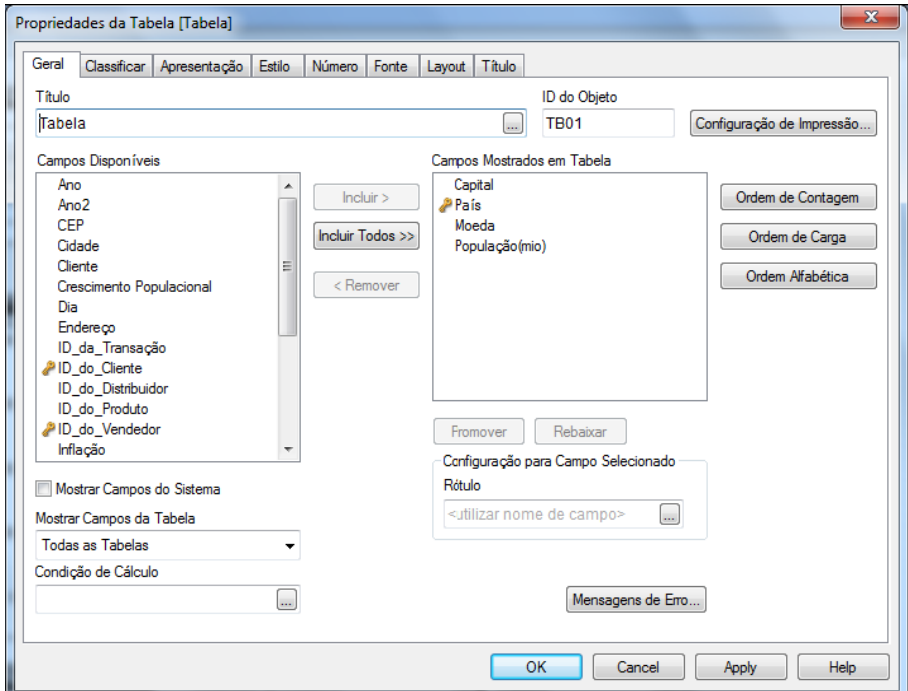 Propriedades da Tabela [Tabela]
Geral Classificar Apresentação Estilo Número Fonte Layout Título
Título ID do Objeto
Tabela ... TB01 Configuração de Impressão...
Campos Disponíveis Campos Mostrados em Tabela
Ano
Ano2
CEP
Cidade
Cliente
Crescimento Populacional
Dia
Endereço
ID_da_Transação
ID_do_Cliente
ID_do_Distribuidor
ID_do_Produto
ID_do_Vendedor
Inflação
Incluir >
Incluir Todos >>
< Remover
Capital
País
Moeda
População(mio)
Ordem de Contagem
Ordem de Carga
Ordem Alfabética
Promover Rebaixar
Configuração para Campo Selecionado
Rótulo
<utilizar nome de campo> ...
Mostrar Campos do Sistema
Mostrar Campos da Tabela
Todas as Tabelas
Condição de Cálculo
...
Mensagens de Erro...
OK Cancel Apply Help